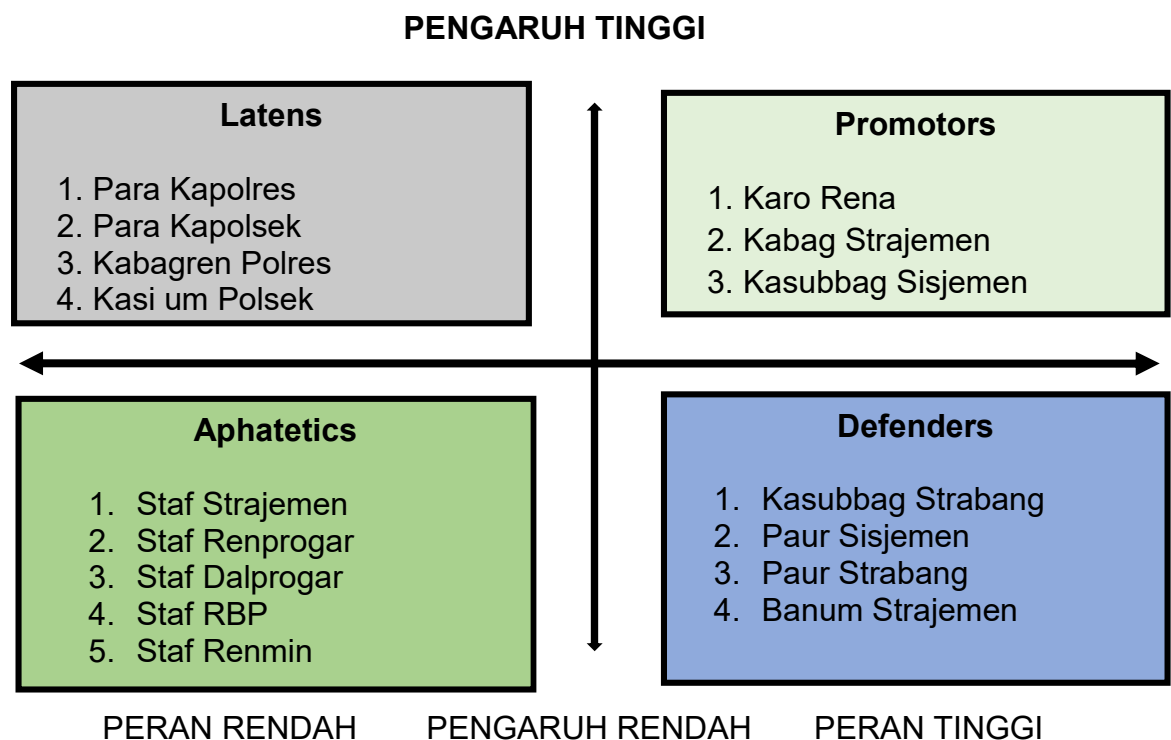 PENGARUH TINGGI
Latens
1. Para Kapolres
2. Para Kapolsek
3. Kabagren Polres
4. Kasi um Polsek
Promotors
1. Karo Rena
2. Kabag Strajemen
3. Kasubbag Sisjemen
Aphatetics
1. Staf Strajemen
2. Staf Renprogar
3. Staf Dalprogar
4. Staf RBP
5. Staf Renmin
Defenders
1. Kasubbag Strabang
2. Paur Sisjemen
3. Paur Strabang
4. Banum Strajemen
PERAN RENDAH PENGARUH RENDAH PERAN TINGGI